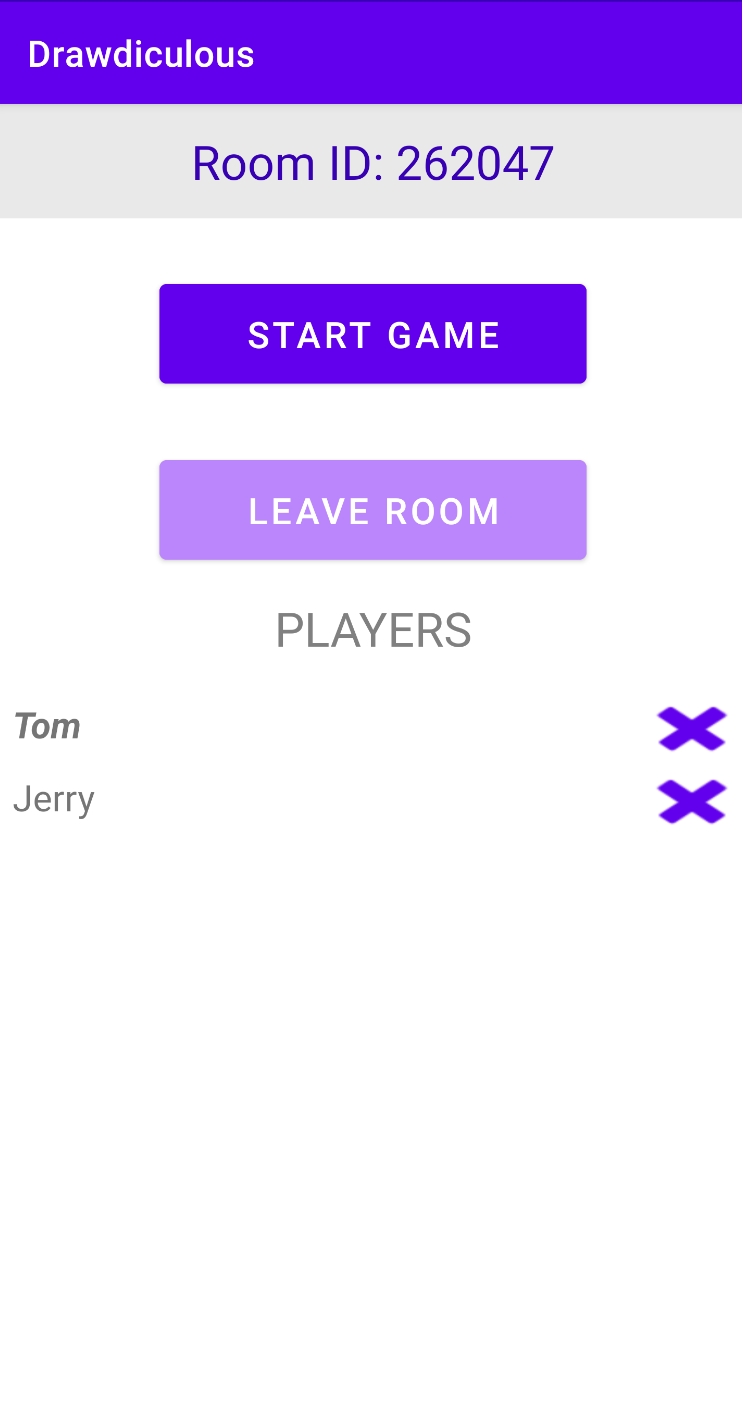 Drawdiculous
Room ID: 262047
START GAME
LEAVE ROOM
PLAYERS
Tom
Jerry